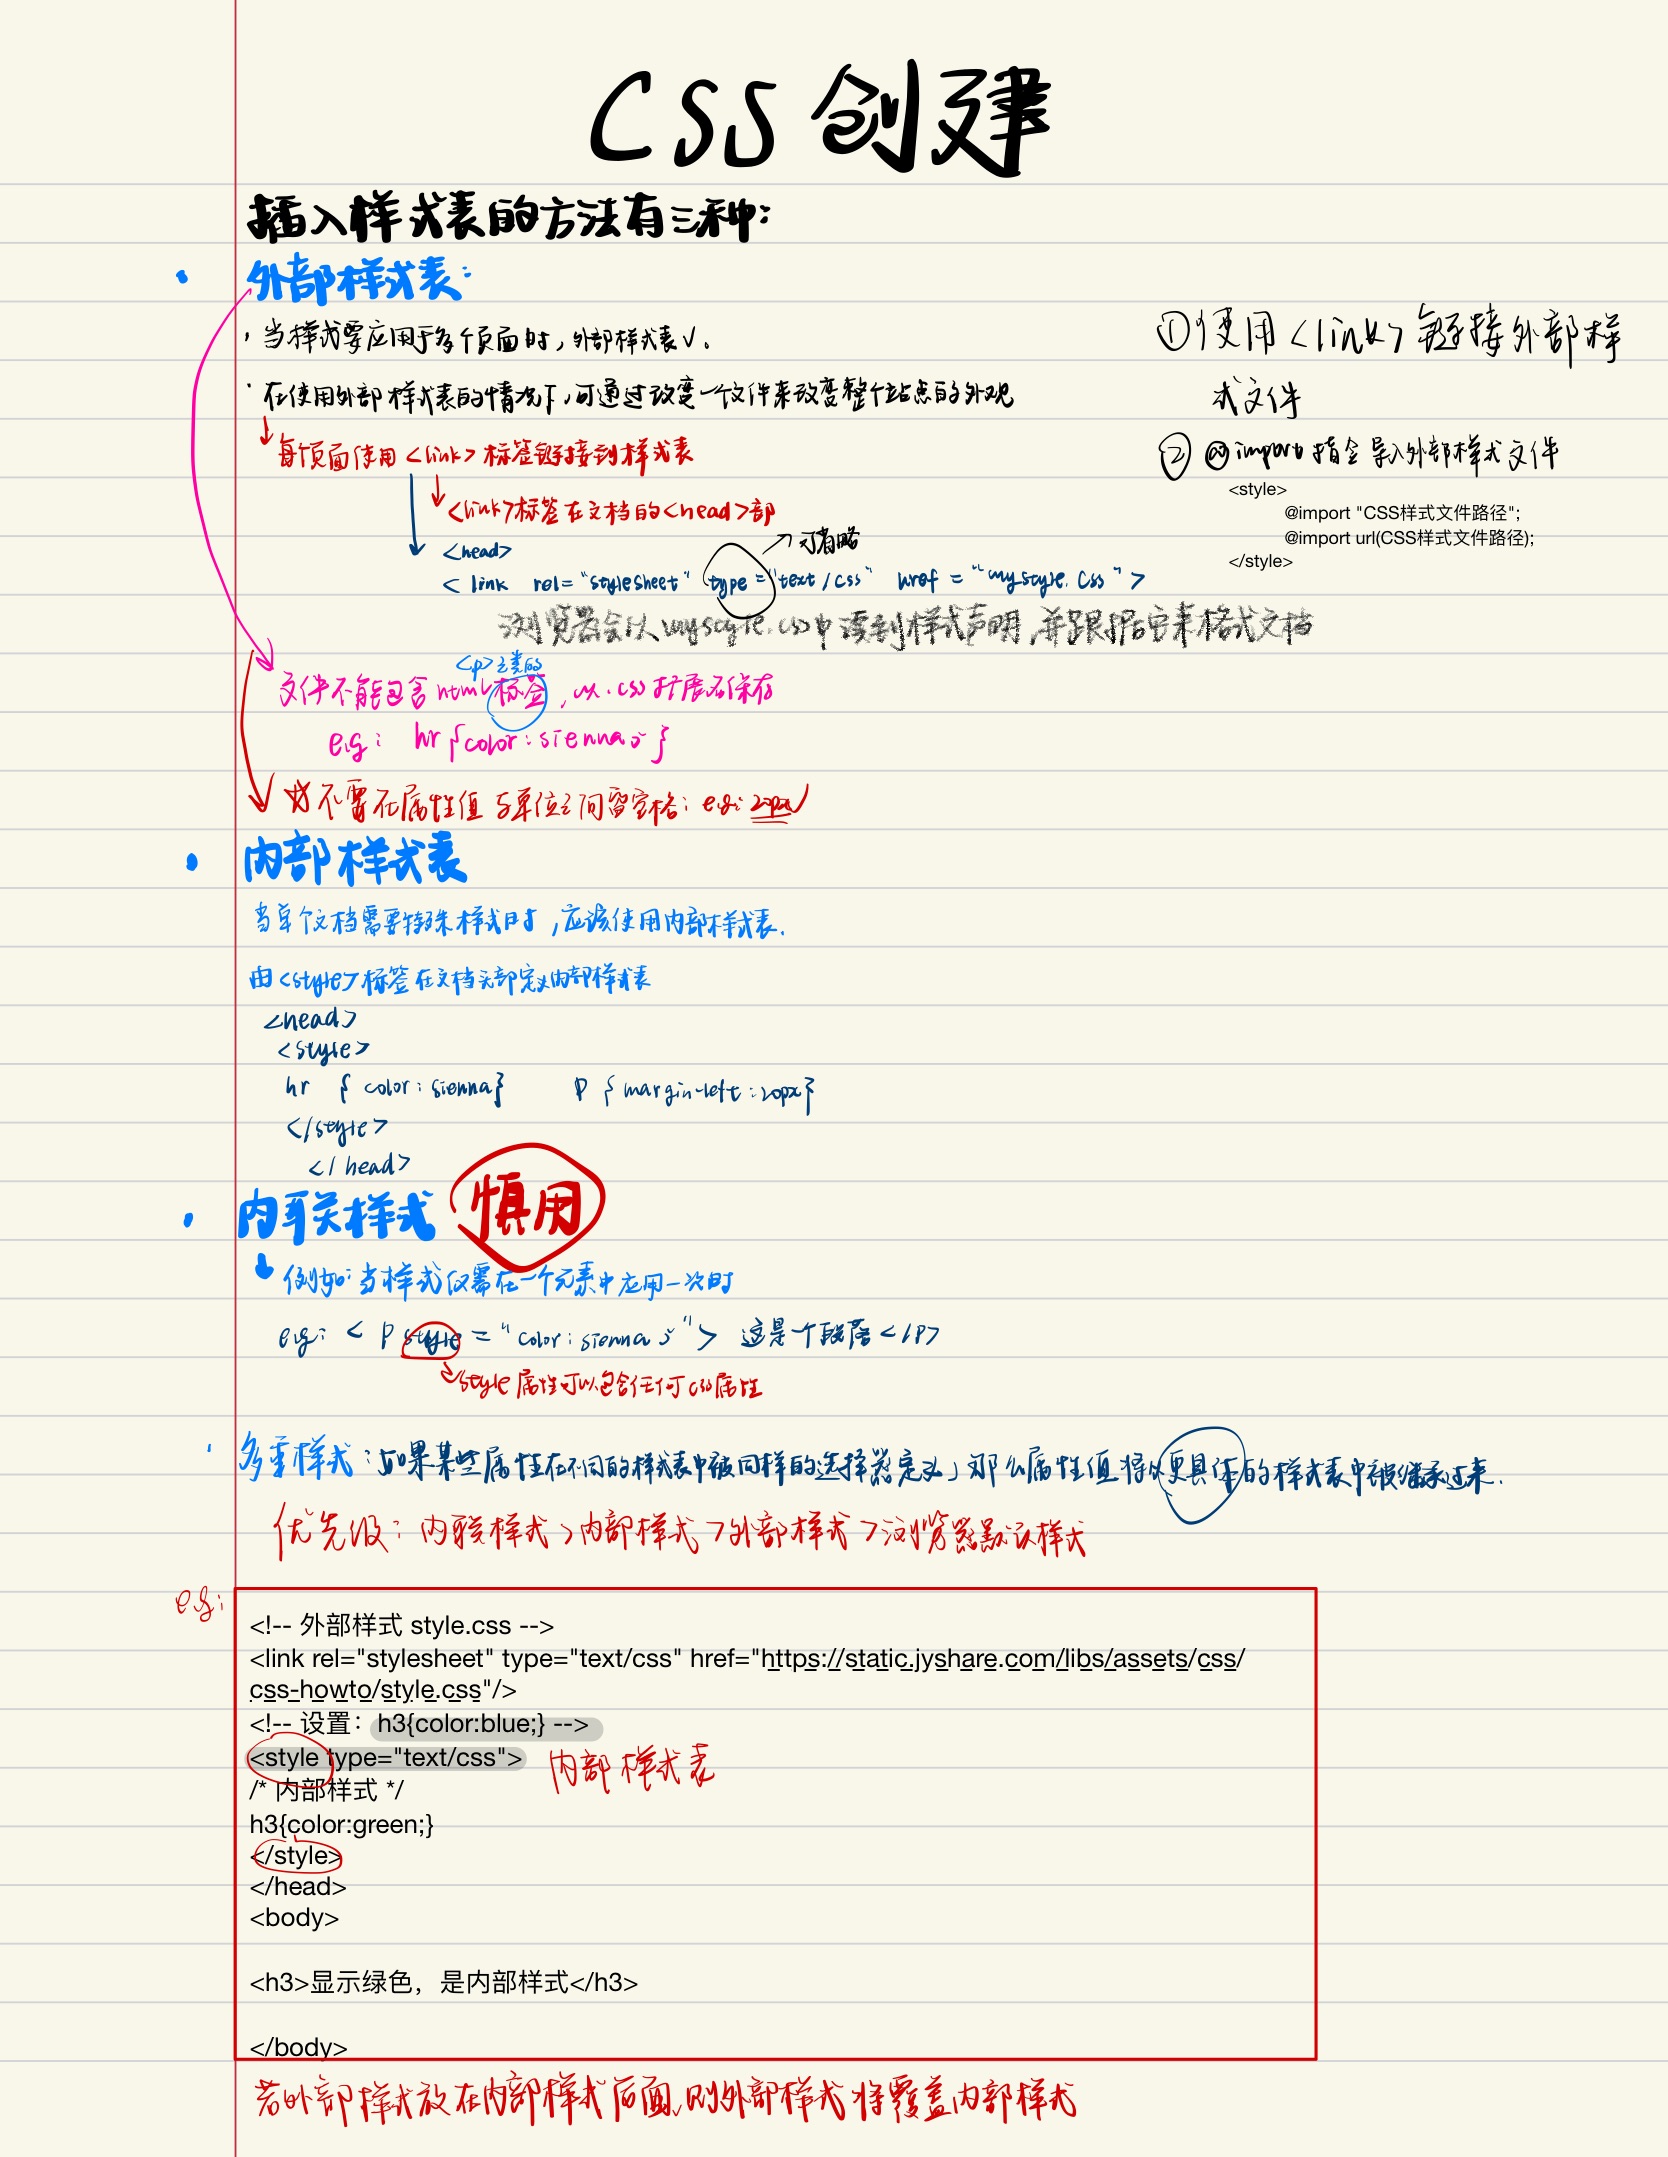 CSS 创建
插入样式表的方法有三种:
• 外部样式表:
· 当样式要应用于多个页面时,外部样式表√.
· 在使用外部样式表的情况下,可通过改变一个文件来改变整个站点的外观
每个页面使用 <link> 标签链接到样式表
<link>标签在文档的<head>部
<head>
可省略
< link rel="stylesheet" type="text/css" href="mystyle.css">
浏览器会从mystyle.css中读到样式声明,并跟据它来格式文档
① 使用 <link> 链接外部样
式文件
② @import 指令导入外部样式文件
<style>
@import "CSS样式文件路径";
@import url(CSS样式文件路径);
</style>
<p>之类的
文件不能包含html标签,以.css扩展名保存
e.g: hr{color:sienna;}
☆ 不要在属性值与单位之间留空格: e.g: 20px√
• 内部样式表
当单个文档需要特殊样式时,应该使用内部样式表.
由<style>标签在文档头部定义内部样式表
<head>
<style>
hr { color:sienna} p { margin-left:20px}
</style>
</head>
• 内联样式 慎用
例如:当样式仅需在一个元素中应用一次时
e.g: < p style = "color:sienna;"> 这是个段落 </p>
style属性可以包含任何css属性
· 多重样式:如果某些属性在不同的样式表中被同样的选择器定义,那么属性值将从更具体的样式表中被继承过来.
优先级: 内联样式>内部样式>外部样式>浏览器默认样式
e.g:
<!-- 外部样式 style.css -->
<link rel="stylesheet" type="text/css" href="https://static.jyshare.com/libs/assets/css/
css-howto/style.css"/>
<!-- 设置：h3{color:blue;} -->
<style type="text/css"> 内部样式表
/* 内部样式 */
h3{color:green;}
</style>
</head>
<body>
<h3>显示绿色，是内部样式</h3>
</body>
若外部样式放在内部样式后面,则外部样式将覆盖内部样式